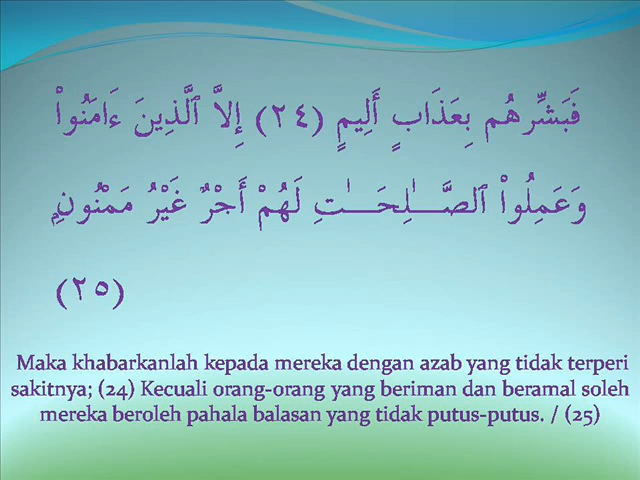 فَبَشِّرْهُم بِعَذَابٍ أَلِيمٍ (٢٤) إِلاَّ ٱلَّذِينَ ءَامَنُواْ
وَعَمِلُواْ ٱلصَّـٰلِحَـٰتِ لَهُمْ أَجْرٌ غَيْرُ مَمْنُونِۭ
(٢٥)
Maka khabarkanlah kepada mereka dengan azab yang tidak terperi
sakitnya; (24) Kecuali orang-orang yang beriman dan beramal soleh
mereka beroleh pahala balasan yang tidak putus-putus. / (25)